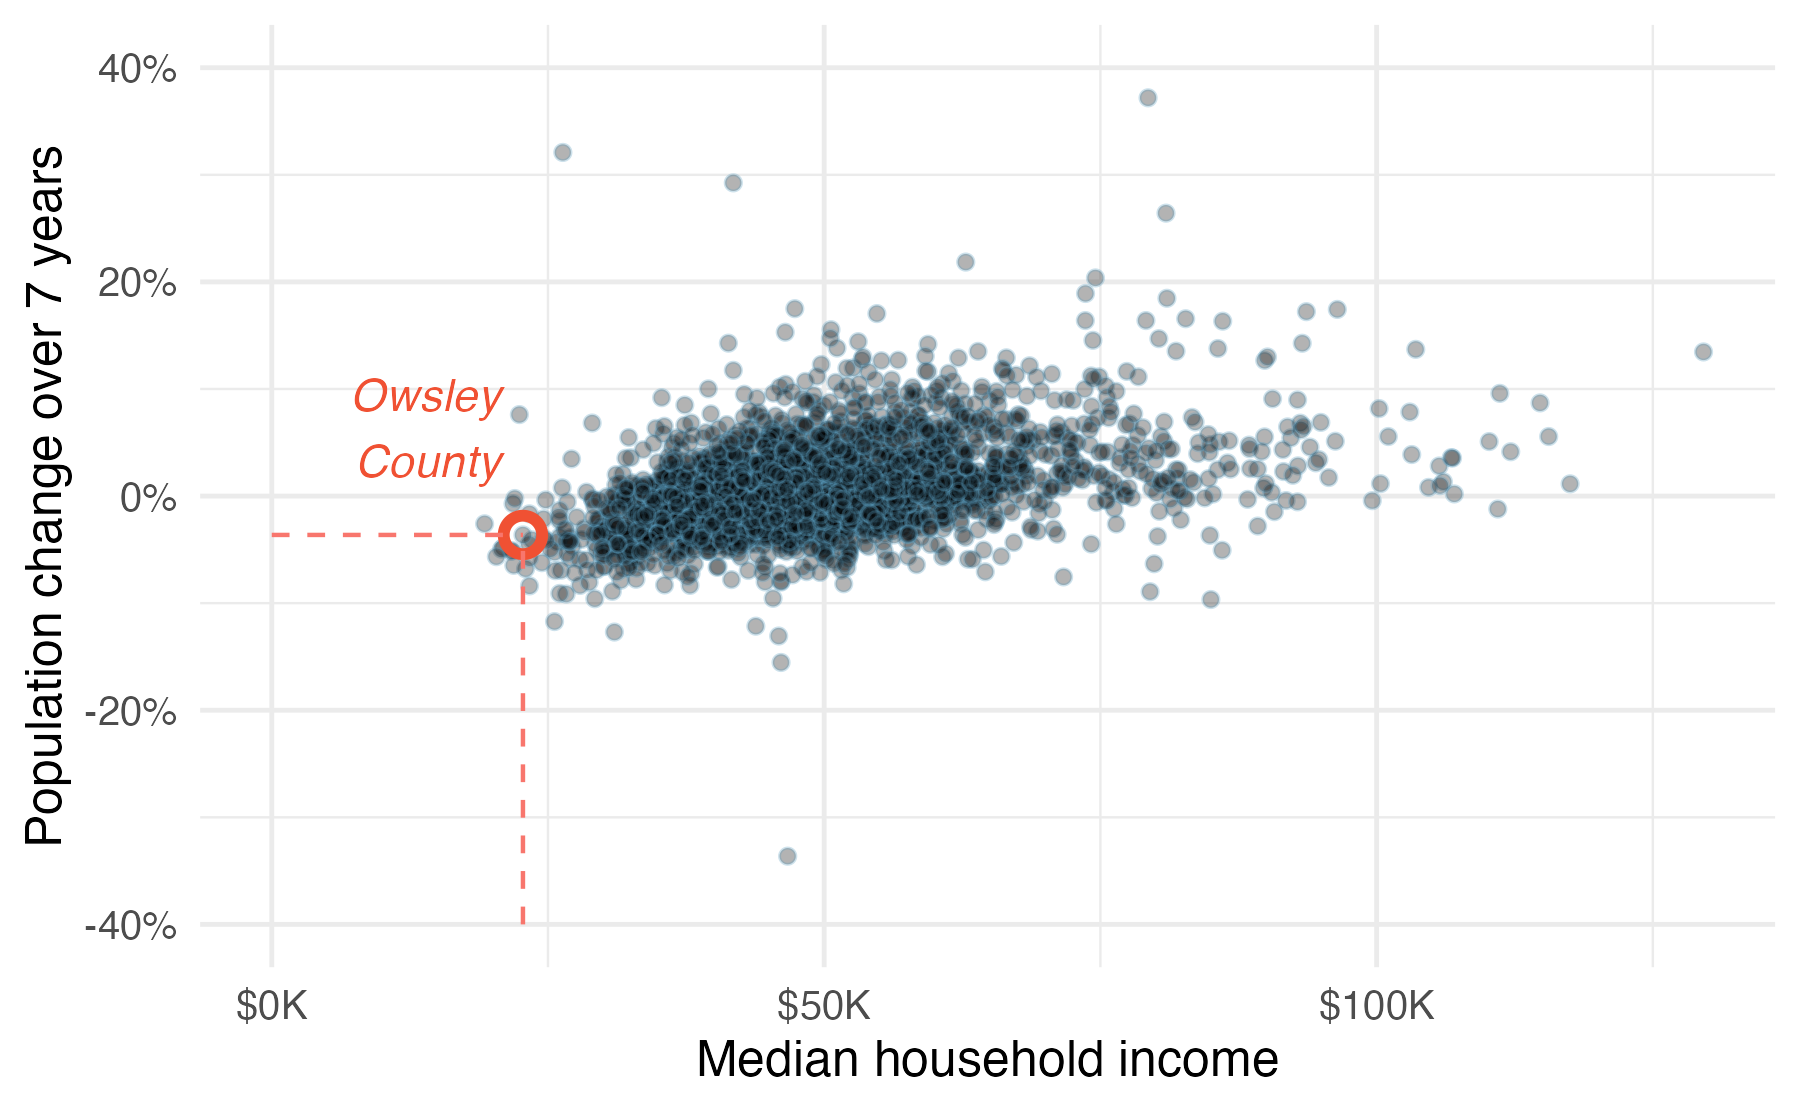 Population change over 7 years
40%
20%
0%
-20%
-40%
Owsley
County
$0K
$50K
$100K
Median household income